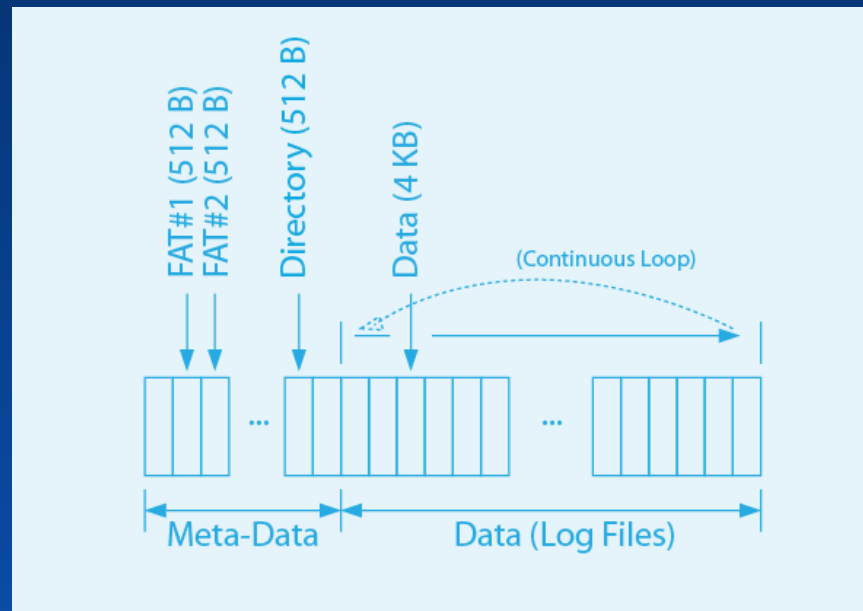 FAT#1 (512 B)
FAT#2 (512 B)
Directory (512 B)
Data (4 KB)
(Continuous Loop)
...
...
Meta-Data
Data (Log Files)